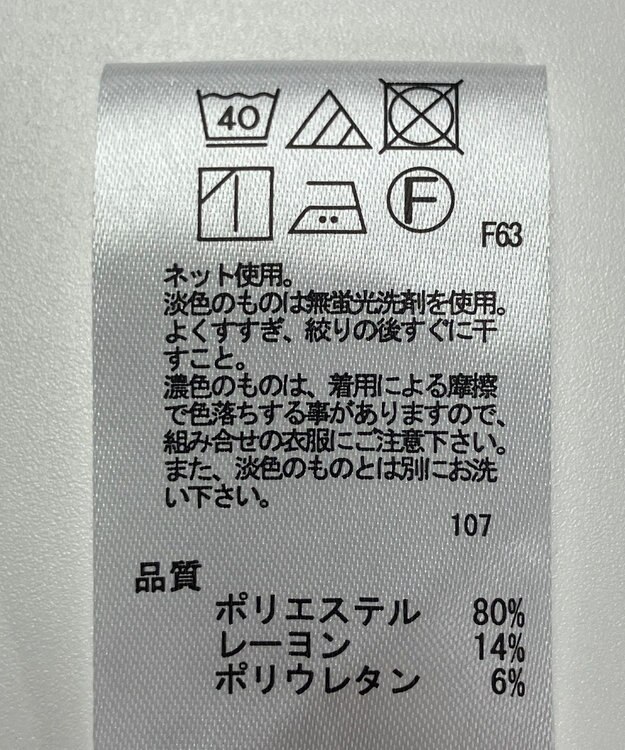 40
F
F63
ネット使用。
淡色のものは無蛍光洗剤を使用。
よくすすぎ、絞りの後すぐに干
すこと。
濃色のものは、着用による摩擦
で色落ちする事がありますので、
組み合せの衣服にご注意下さい。
また、淡色のものとは別にお洗
い下さい。
107
品質
ポリエステル 80%
レーヨン 14%
ポリウレタン 6%